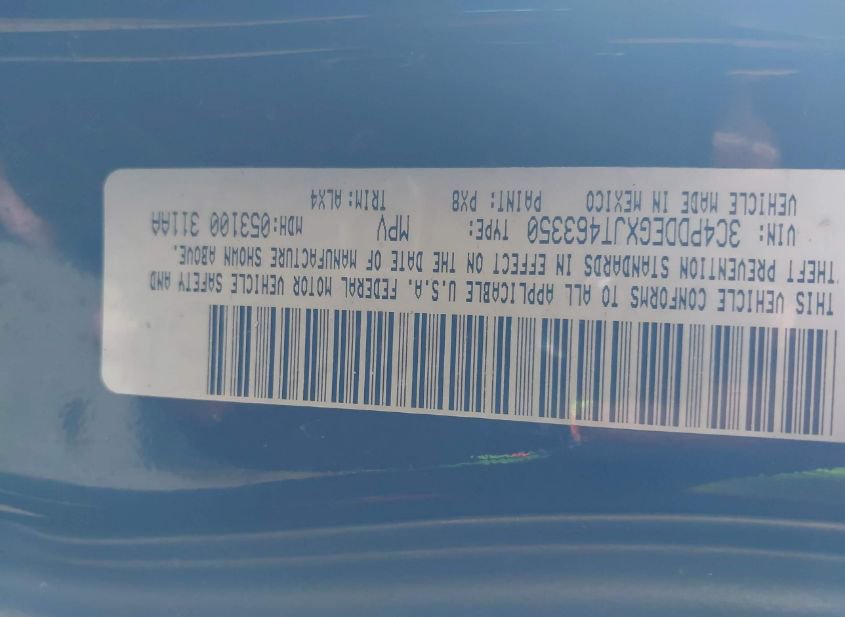 THIS VEHICLE CONFORMS TO ALL APPLICABLE U.S.A. FEDERAL MOTOR VEHICLE SAFETY AND
THEFT PREVENTION STANDARDS IN EFFECT ON THE DATE OF MANUFACTURE SHOWN ABOVE.
VIN: 3C4PDDEGXJT463350 TYPE: MPV MDH:053100 311AA
VEHICLE MADE IN MEXICO PAINT: PX8 TRIM: ALX4